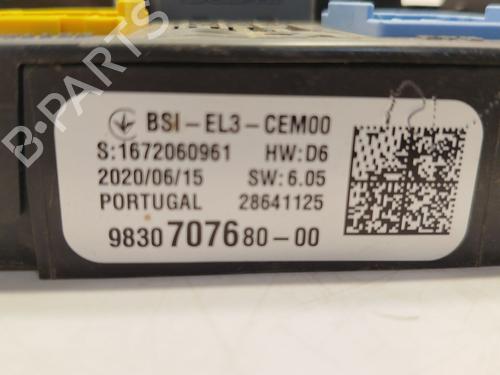 BSI-EL3-CEM00
S:1672060961 HW:D6
2020/06/15 SW:6.05
PORTUGAL 28641125
9830707680-00
B-PARTS